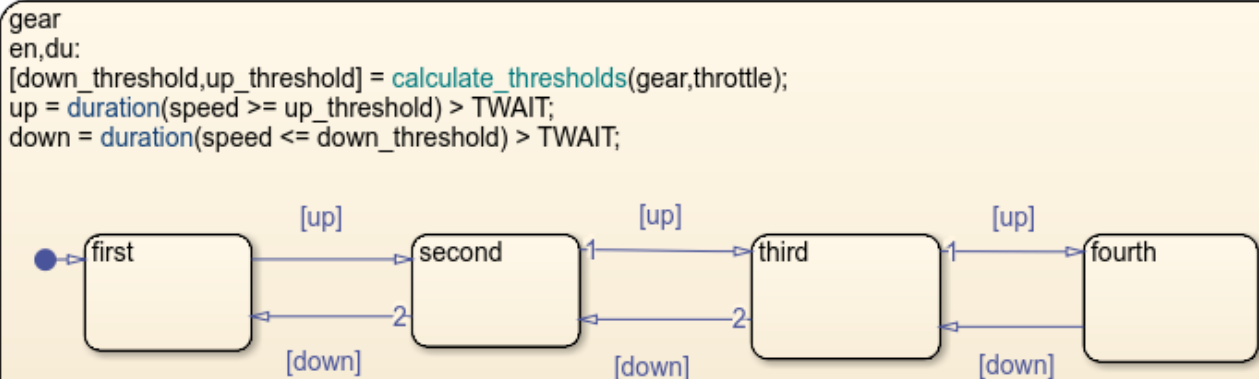 gear
en,du:
[down_threshold,up_threshold] = calculate_thresholds(gear,throttle);
up = duration(speed >= up_threshold) > TWAIT;
down = duration(speed <= down_threshold) > TWAIT;
[up] [up] [up]
first second 1 third 1 fourth
2 2
[down] [down] [down]